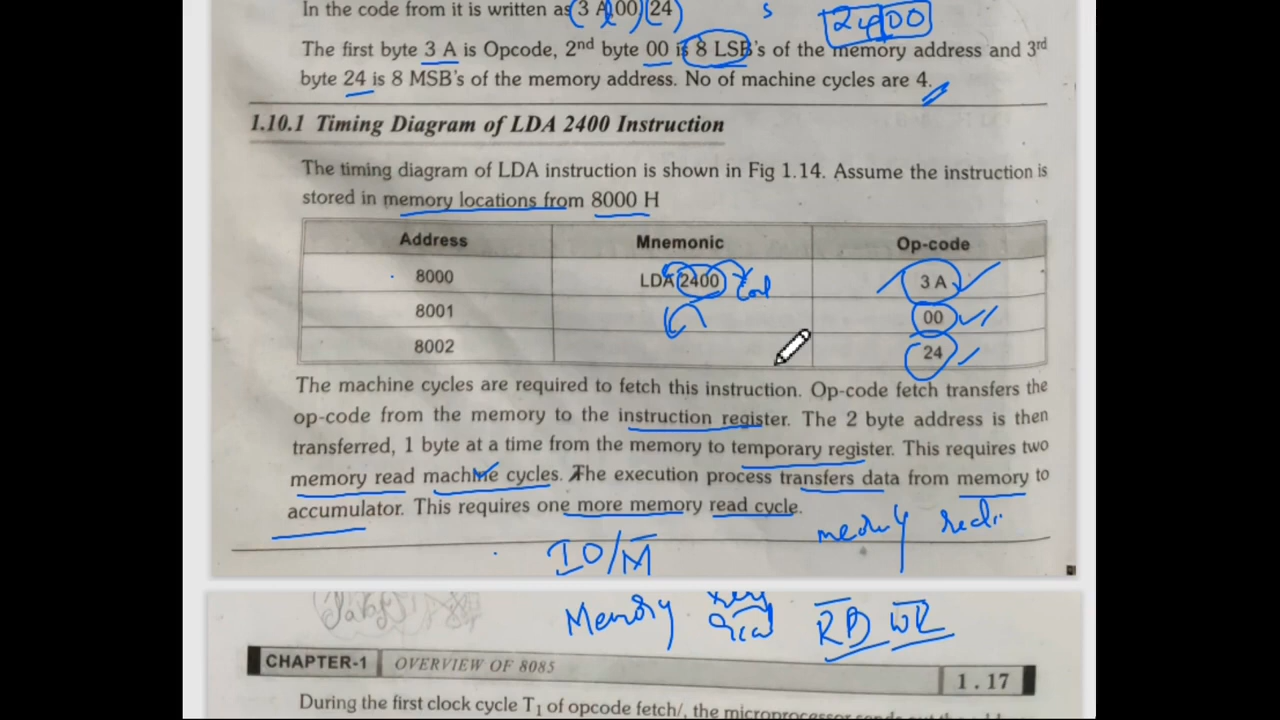 In the code from it is written as (3 A 00) (24) s 2400
The first byte 3 A is Opcode, 2nd byte 00 is 8 LSB's of the memory address and 3rd
byte 24 is 8 MSB's of the memory address. No of machine cycles are 4.
1.10.1 Timing Diagram of LDA 2400 Instruction
The timing diagram of LDA instruction is shown in Fig 1.14. Assume the instruction is
stored in memory locations from 8000 H
Address Mnemonic Op-code
8000 LDA 2400 3 A
8001 00
8002 24
The machine cycles are required to fetch this instruction. Op-code fetch transfers the
op-code from the memory to the instruction register. The 2 byte address is then
transferred, 1 byte at a time from the memory to temporary register. This requires two
memory read machine cycles. The execution process transfers data from memory to
accumulator. This requires one more memory read cycle.
IO/M̅
Memory R̅D̅ W̅R̅
CHAPTER-1 OVERVIEW OF 8085
1.17
During the first clock cycle T1 of opcode fetch/, the microprocessor sends out the